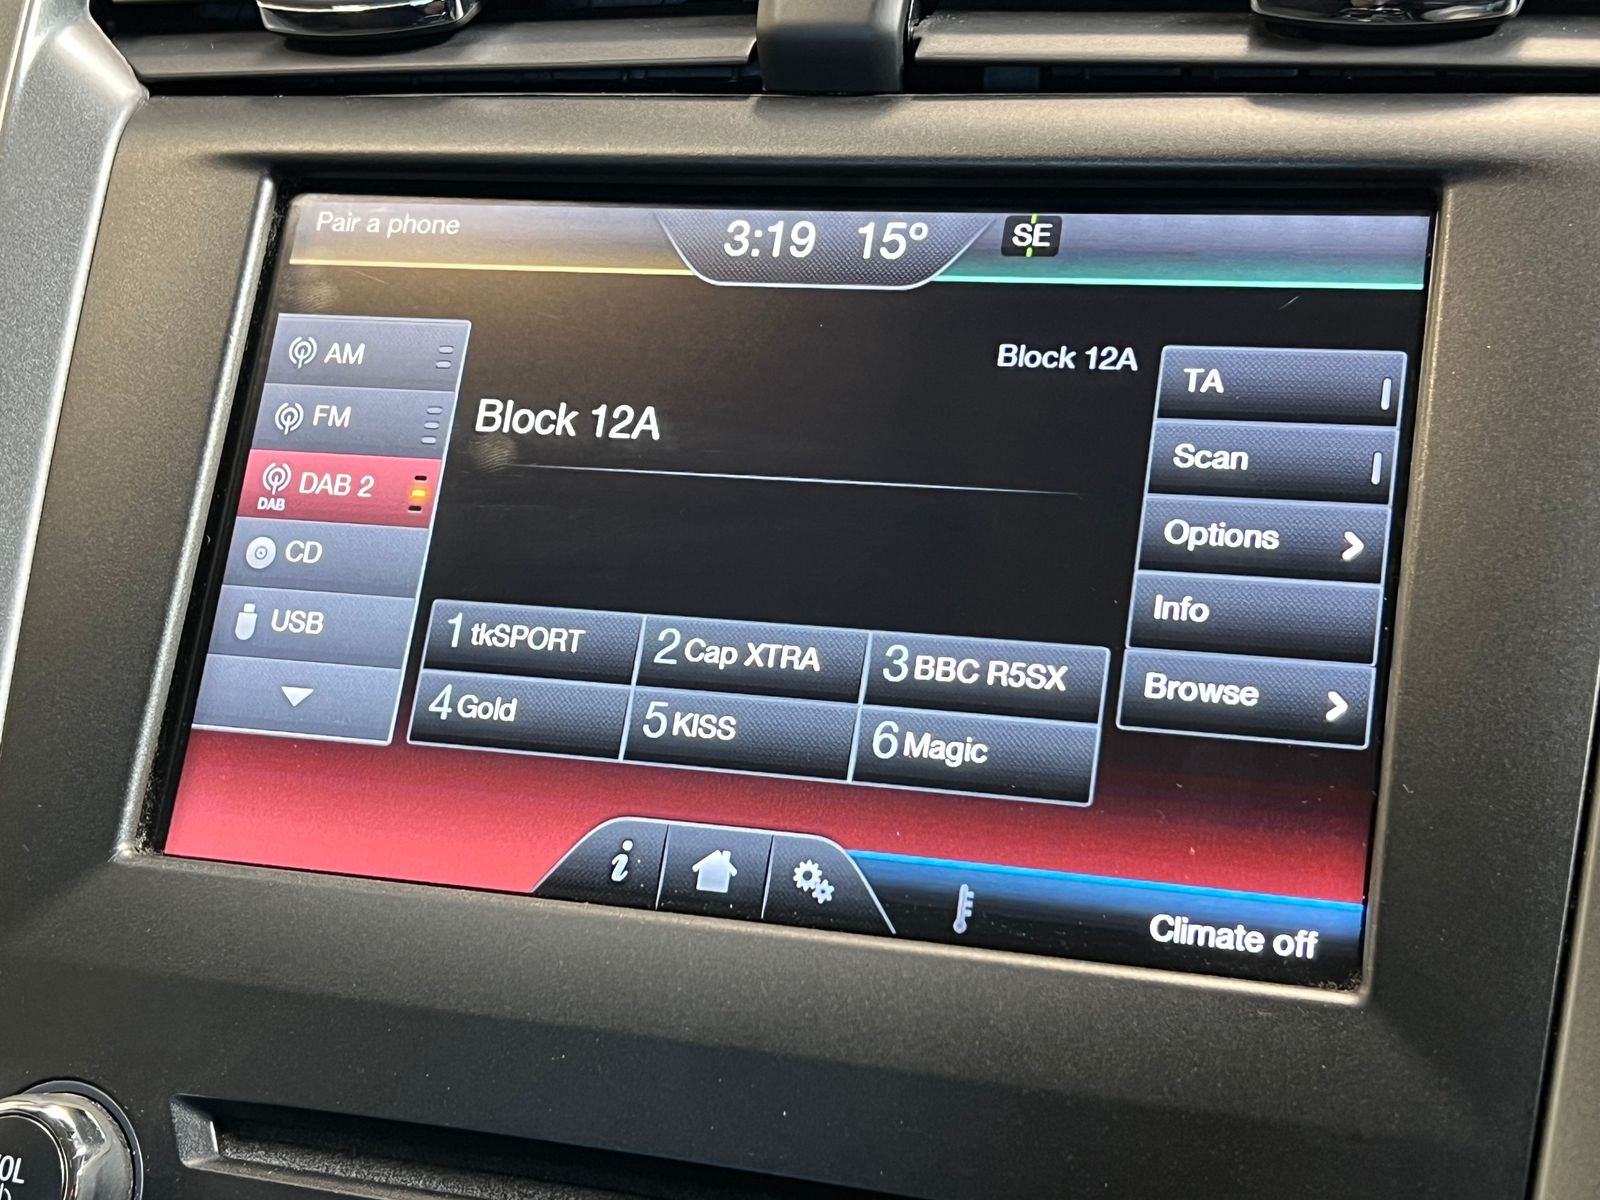 Pair a phone
3:19 15° SE
Block 12A
Block 12A
AM
FM
DAB DAB 2
CD
USB
1 tkSPORT 2 Cap XTRA 3 BBC R5SX
4 Gold 5 KISS 6 Magic
TA
Scan
Options
Info
Browse
i
Climate off